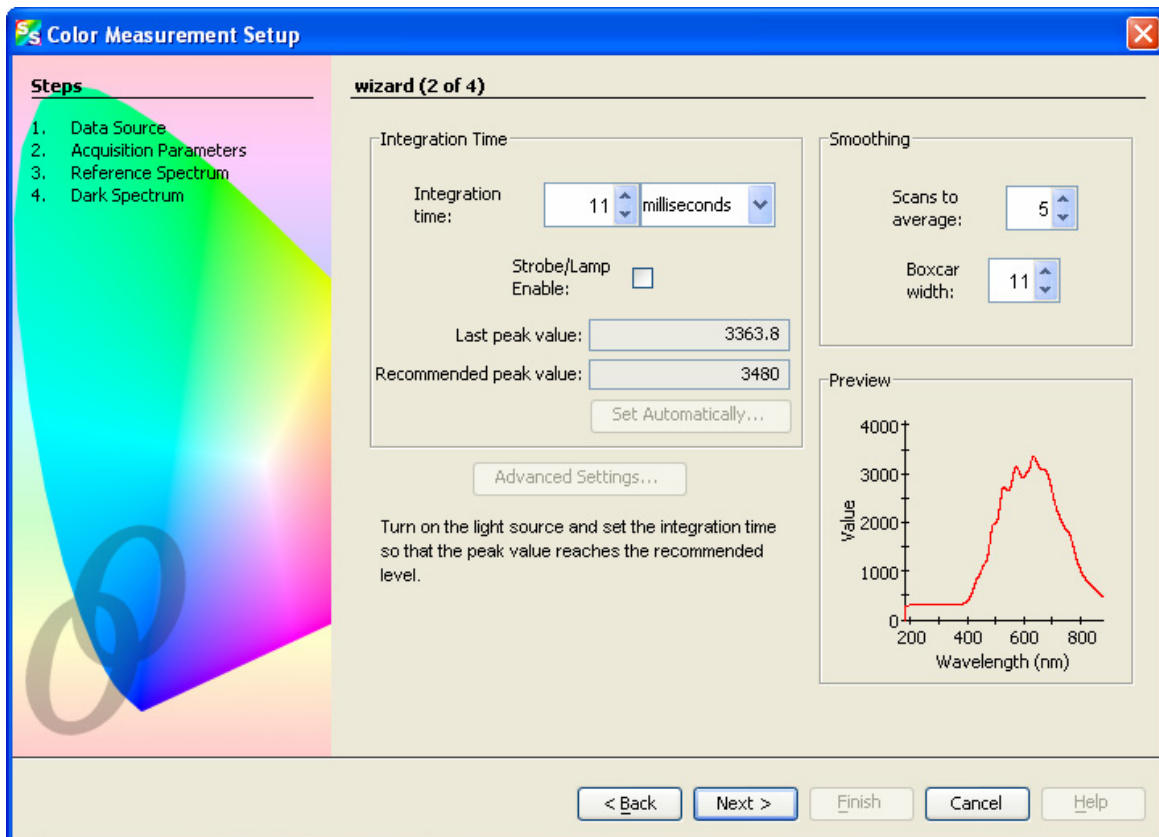 Color Measurement Setup
Steps
1. Data Source
2. Acquisition Parameters
3. Reference Spectrum
4. Dark Spectrum
wizard (2 of 4)
Integration Time
Integration
time:
11 milliseconds
Strobe/Lamp
Enable:
Last peak value: 3363.8
Recommended peak value: 3480
Set Automatically...
Advanced Settings...
Turn on the light source and set the integration time
so that the peak value reaches the recommended
level.
Smoothing
Scans to
average:
5
Boxcar
width:
11
Preview
4000
3000
2000
1000
0
Value
200 400 600 800
Wavelength (nm)
< Back
Next >
Finish
Cancel
Help